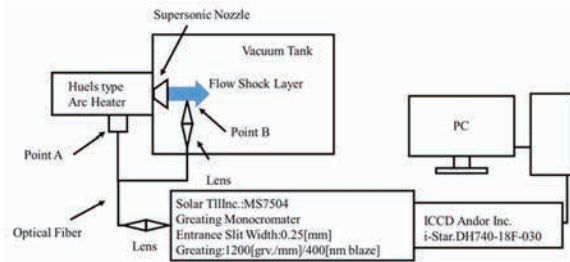 Supersonic Nozzle
Vacuum Tank
Huels type
Arc Heater
Flow Shock Layer
Point A
Point B
PC
Lens
Optical Fiber
Lens
Solar TllInc.:MS7504
Greating Monocromater
Entrance Slit Width:0.25[mm]
Greating:1200[grv./mm]/400[nm blaze]
ICCD Andor Inc.
i-Star.DH740-18F-030